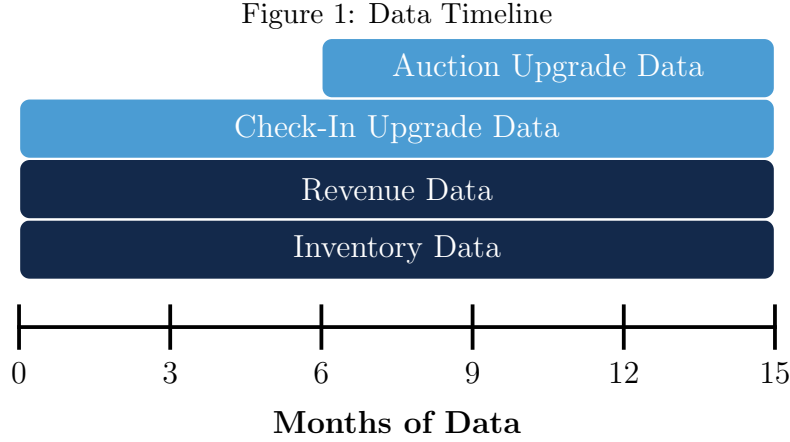 Figure 1: Data Timeline
Auction Upgrade Data
Check-In Upgrade Data
Revenue Data
Inventory Data
0 3 6 9 12 15
Months of Data